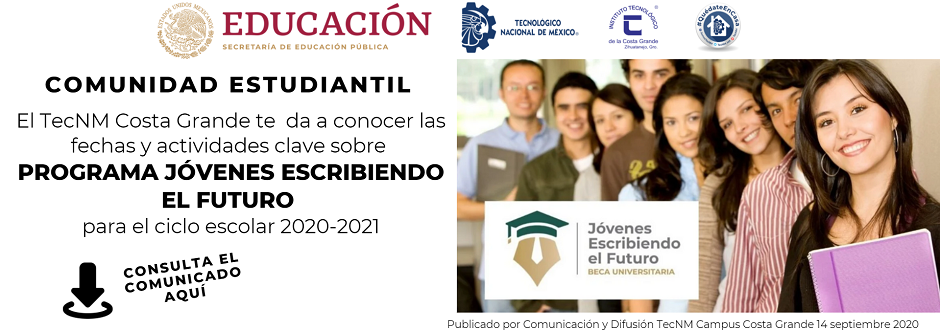 EDUCACIÓN
SECRETARÍA DE EDUCACIÓN PÚBLICA
TECNOLÓGICO
NACIONAL DE MÉXICO®
INSTITUTO TECNOLÓGICO
de la Costa Grande
Zihuatanejo, Gro.
#QuédateEnCasa
COMUNIDAD ESTUDIANTIL
El TecNM Costa Grande te da a conocer las
fechas y actividades clave sobre
PROGRAMA JÓVENES ESCRIBIENDO
EL FUTURO
para el ciclo escolar 2020-2021
CONSULTA EL
COMUNICADO
AQUÍ
Jóvenes
Escribiendo
el Futuro
BECA UNIVERSITARIA
Publicado por Comunicación y Difusión TecNM Campus Costa Grande 14 septiembre 2020